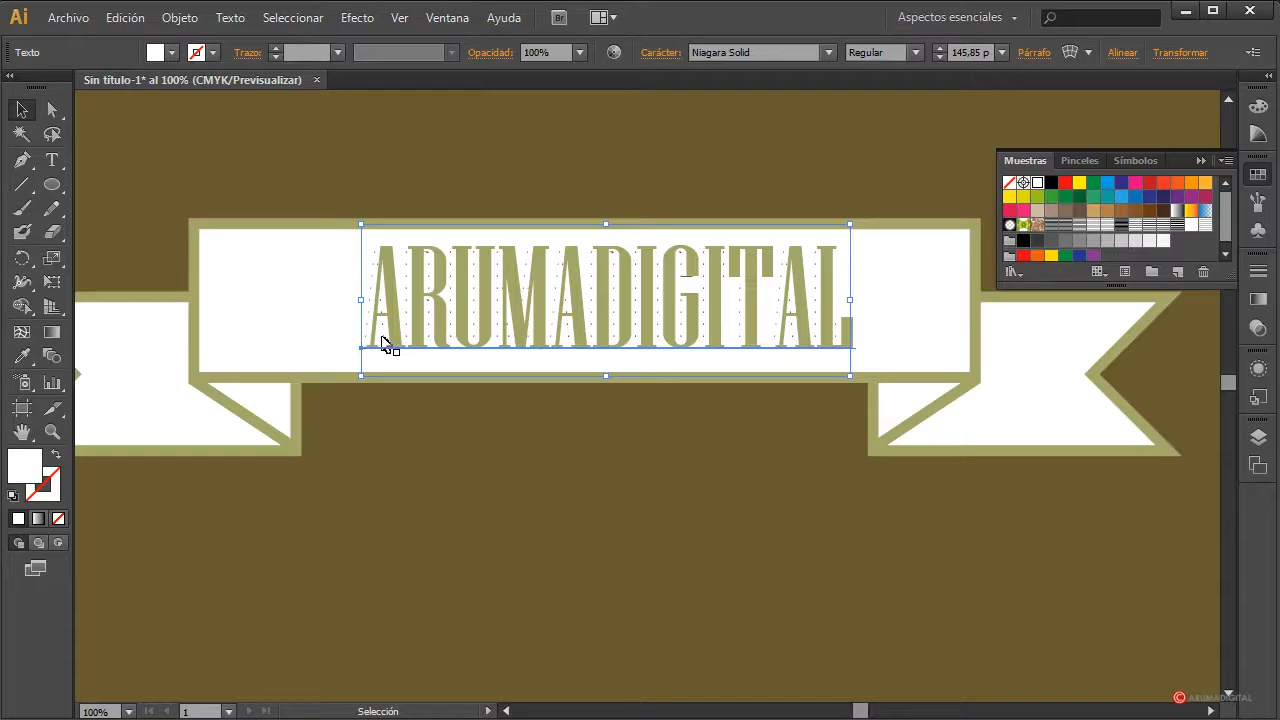 Ai Archivo Edición Objeto Texto Seleccionar Efecto Ver Ventana Ayuda Br Aspectos esenciales
Texto Trazo: Opacidad: 100% Carácter: Niagara Solid Regular 145,85 p Párrafo Alinear Transformar
Sin título-1* al 100% (CMYK/Previsualizar)
Muestras Pinceles Símbolos
ARUMADIGITAL
© ARUMADIGITAL
100% 1 Selección